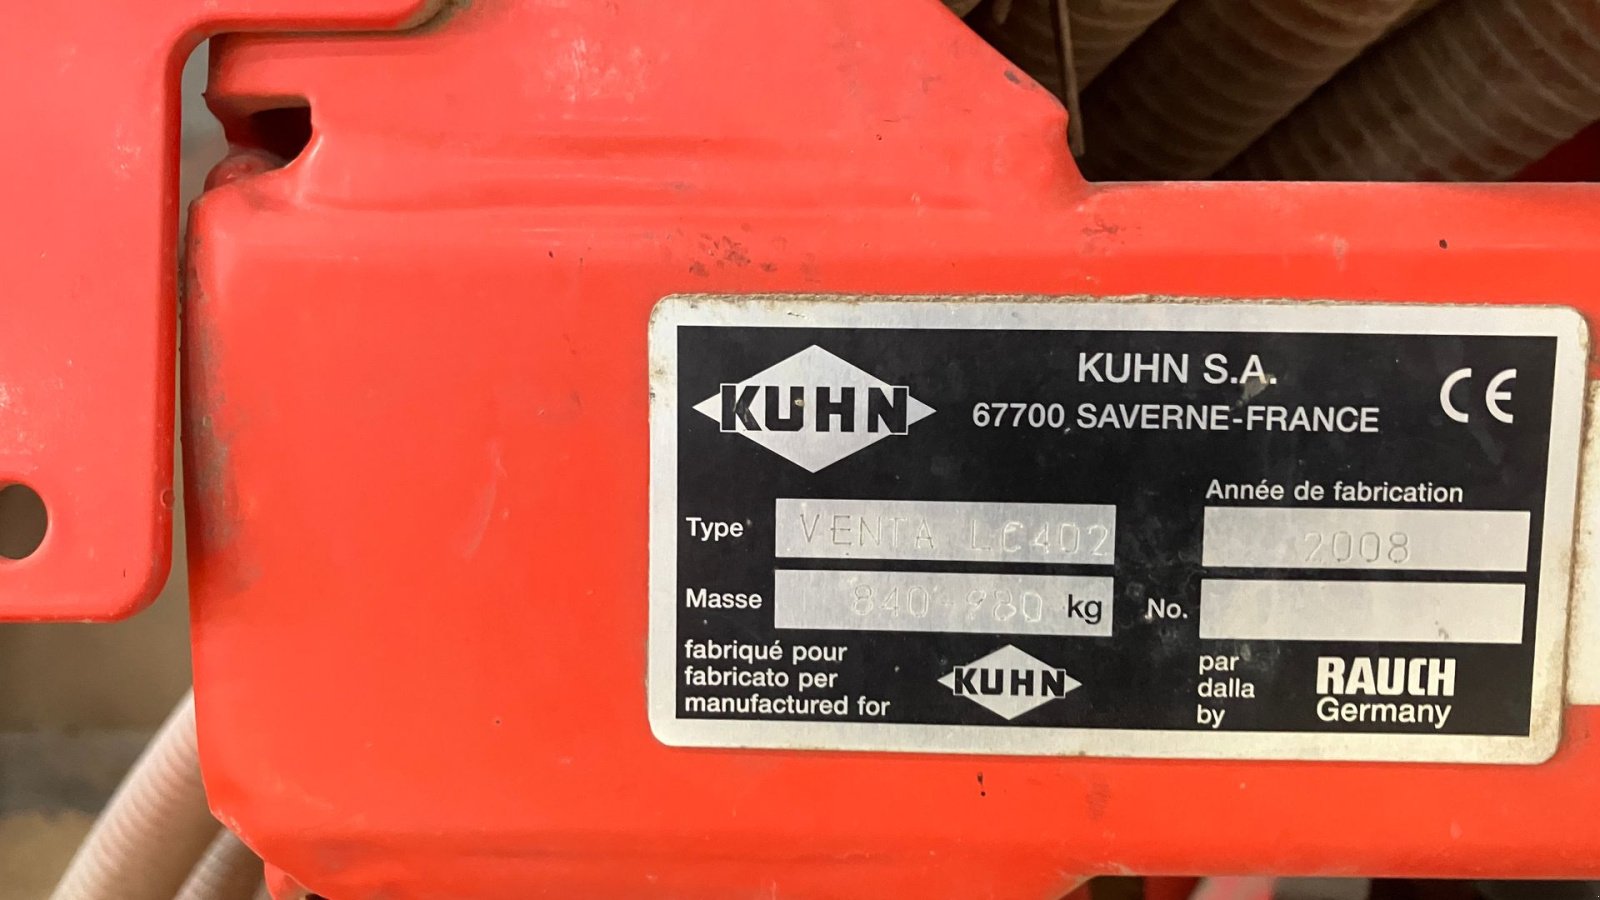 KUHN
KUHN S.A.
67700 SAVERNE-FRANCE
CE
Type VENTA LC402
Année de fabrication
2008
Masse 840-980 kg
No.
fabriqué pour
fabricato per
manufactured for
KUHN
par
dalla
by
RAUCH
Germany